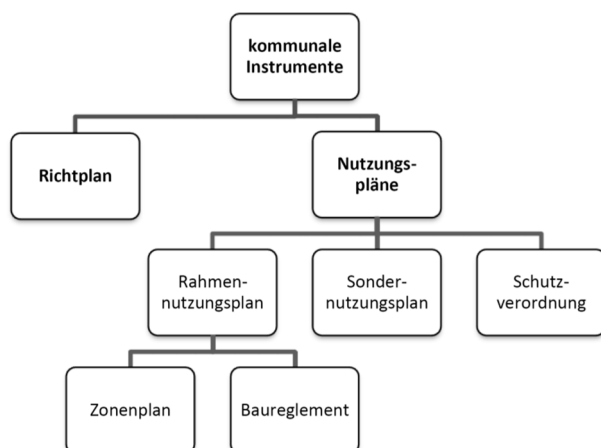 kommunale
Instrumente
Richtplan
Nutzungs-
pläne
Rahmen-
nutzungsplan
Sonder-
nutzungsplan
Schutz-
verordnung
Zonenplan
Baureglement